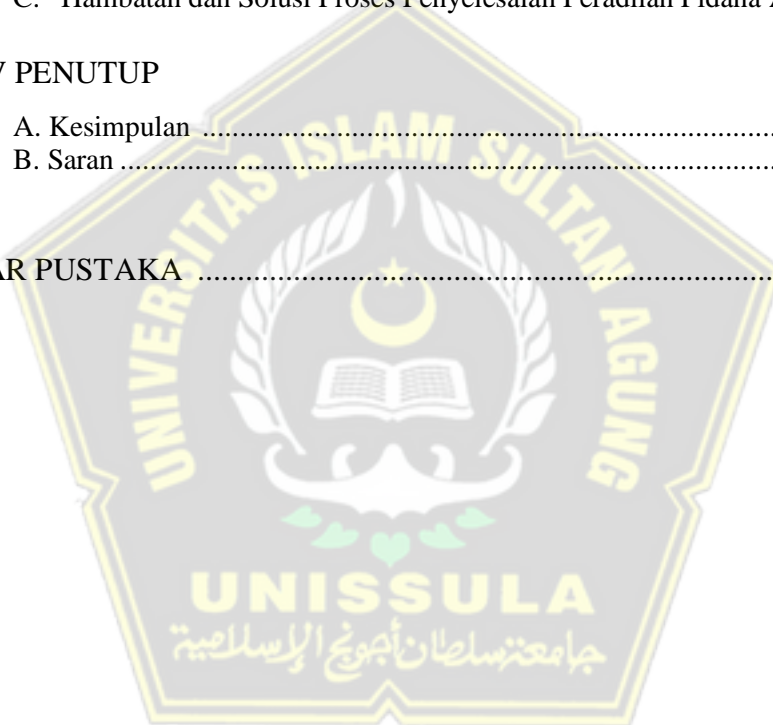 C. Hambatan dan Solusi Proses Penyelesaian Peradilan Pidana
PENUTUP
A. Kesimpulan ................................................................................
B. Saran ................................................................................
AR PUSTAKA ................................................................................
UNIVERSITAS ISLAM SULTAN AGUNG
UNISSULA
جامعة سلطان أجونج الإسلامية